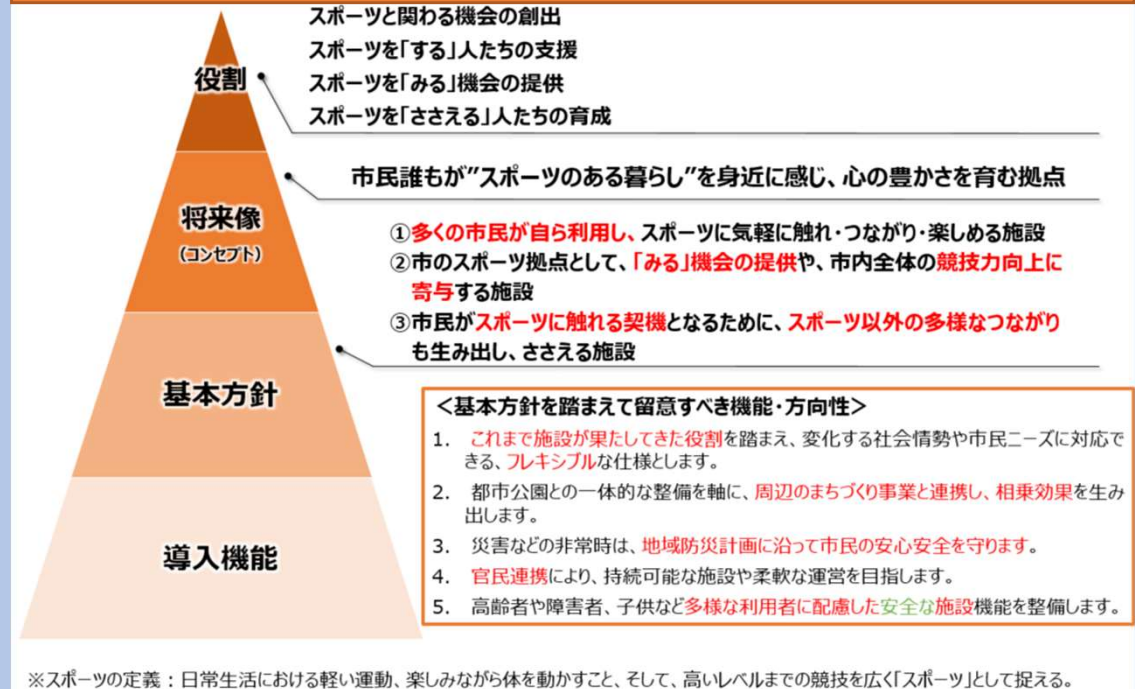 スポーツと関わる機会の創出
スポーツを「する」人たちの支援
スポーツを「みる」機会の提供
スポーツを「ささえる」人たちの育成
役割
市民誰もが”スポーツのある暮らし”を身近に感じ、心の豊かさを育む拠点
将来像
(コンセプト)
①多くの市民が自ら利用し、スポーツに気軽に触れ・つながり・楽しめる施設
②市のスポーツ拠点として、「みる」機会の提供や、市内全体の競技力向上に
寄与する施設
③市民がスポーツに触れる契機となるために、スポーツ以外の多様なつながり
も生み出し、ささえる施設
基本方針
<基本方針を踏まえて留意すべき機能・方向性>
1. これまで施設が果たしてきた役割を踏まえ、変化する社会情勢や市民ニーズに対応で
きる、フレキシブルな仕様とします。
2. 都市公園との一体的な整備を軸に、周辺のまちづくり事業と連携し、相乗効果を生み
出します。
3. 災害などの非常時は、地域防災計画に沿って市民の安心安全を守ります。
4. 官民連携により、持続可能な施設や柔軟な運営を目指します。
5. 高齢者や障害者、子供など多様な利用者に配慮した安全な施設機能を整備します。
導入機能
※スポーツの定義：日常生活における軽い運動、楽しみながら体を動かすこと、そして、高いレベルまでの競技を広く「スポーツ」として捉える。